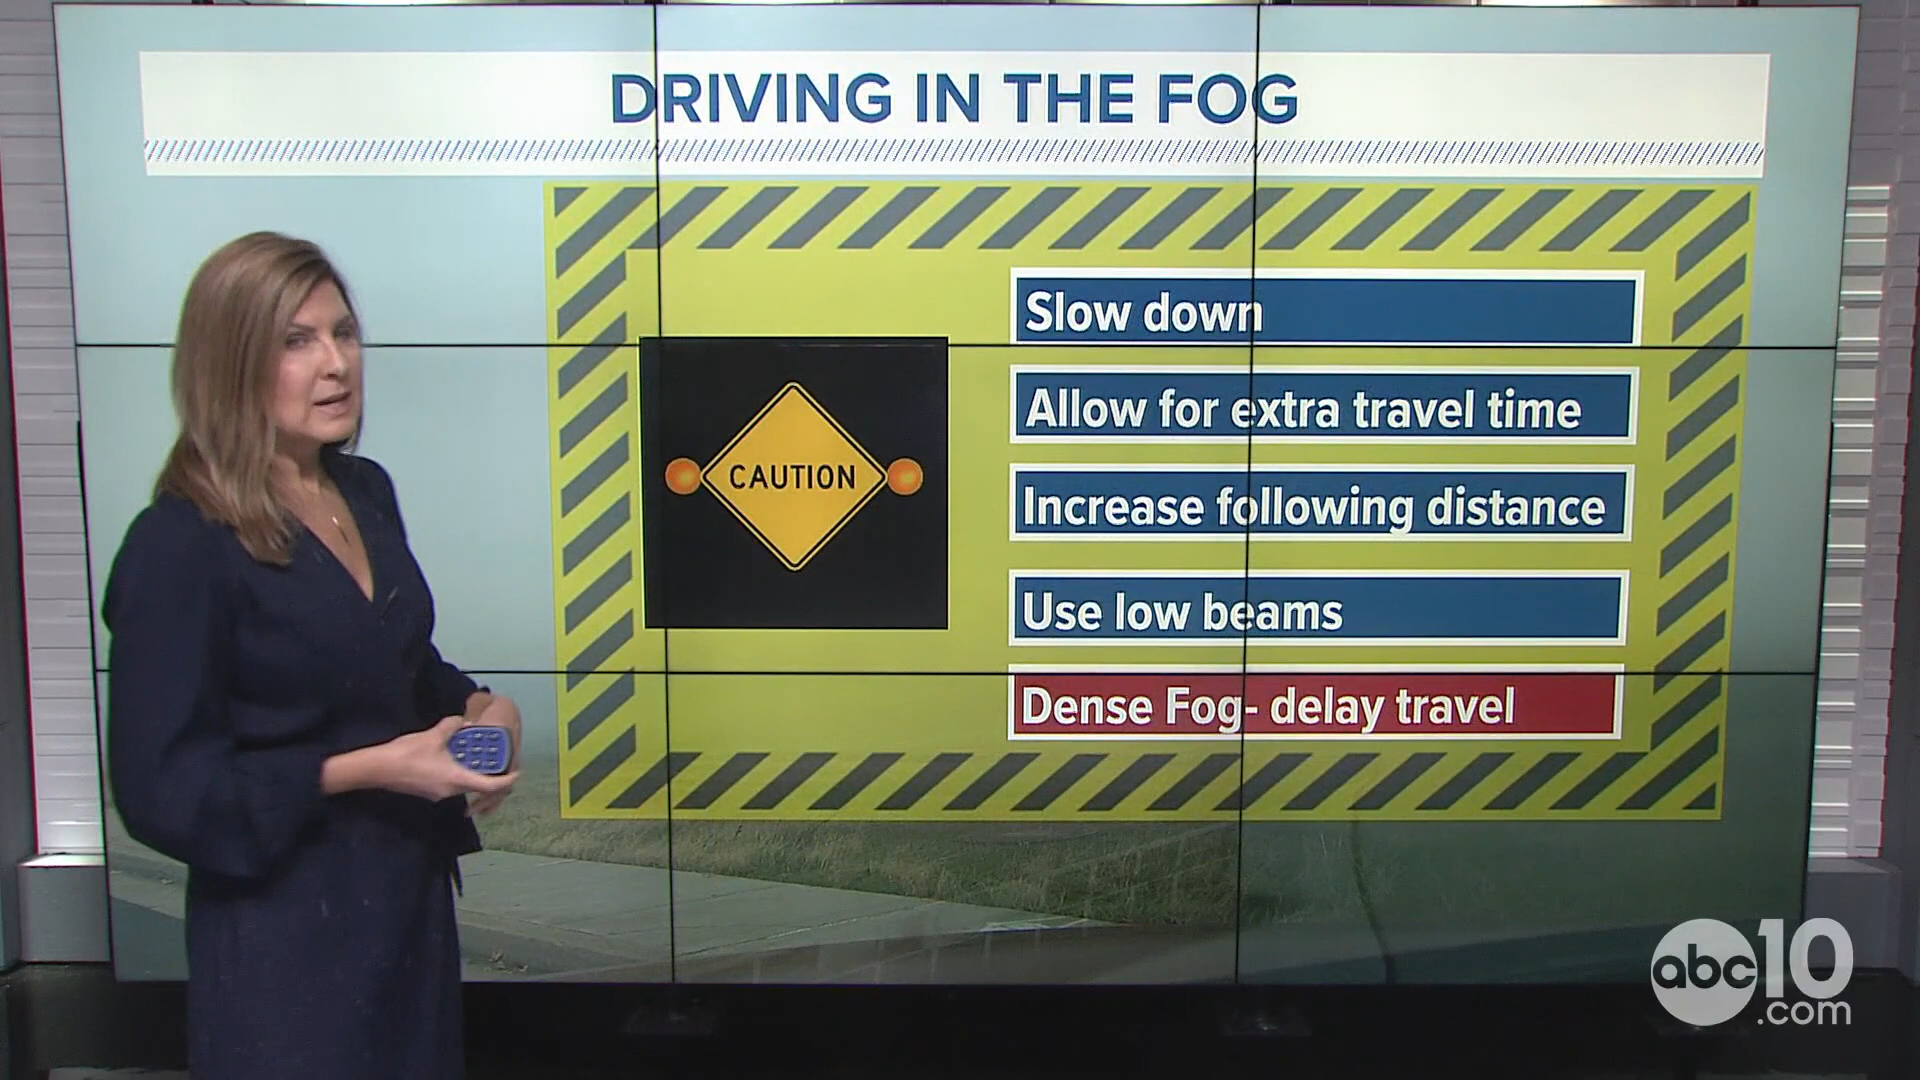 DRIVING IN THE FOG
CAUTION
Slow down
Allow for extra travel time
Increase following distance
Use low beams
Dense Fog- delay travel
abc10
.com